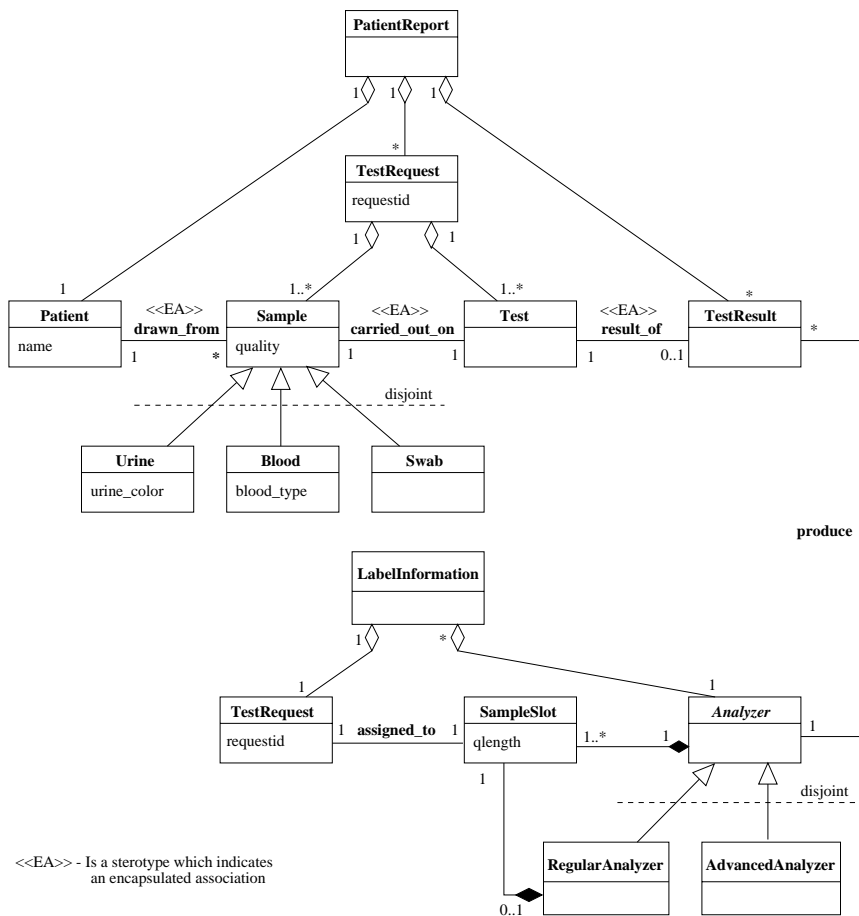 PatientReport
1 1 1
*
TestRequest
requestid
1 1
1 1..* 1..* *
<<EA>> <<EA>> <<EA>>
Patient drawn_from Sample carried_out_on Test result_of TestResult *
name quality
1 * 1 1 1 0..1
disjoint
Urine Blood Swab
urine_color blood_type
produce
LabelInformation
1 *
1 1
TestRequest assigned_to SampleSlot Analyzer
1 1 1..* 1 1
requestid qlength
1
disjoint
<<EA>> - Is a sterotype which indicates
an encapsulated association
RegularAnalyzer AdvancedAnalyzer
0..1